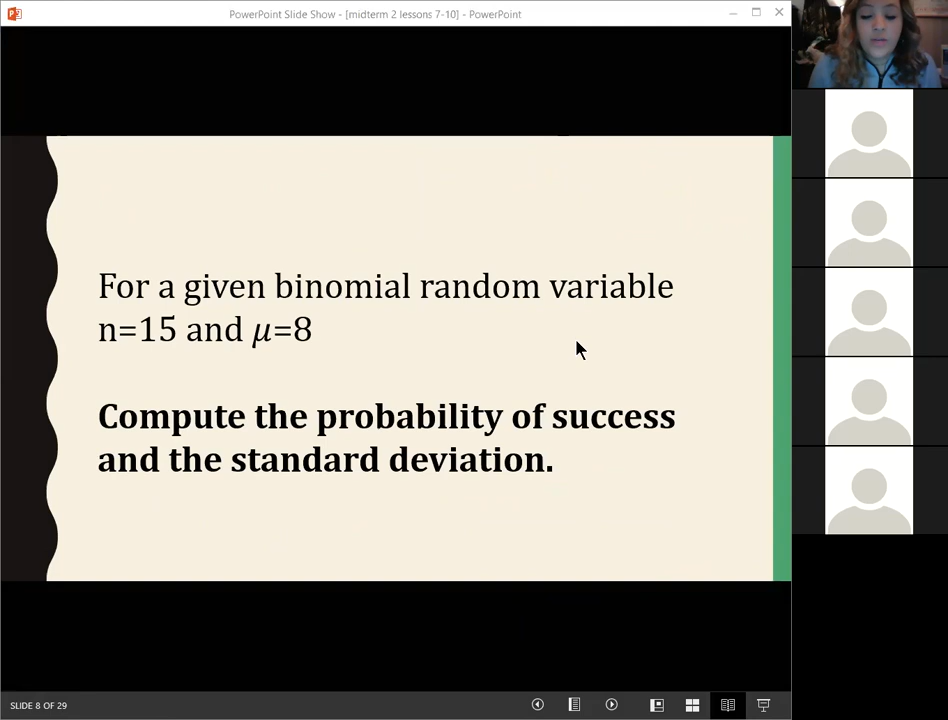 PowerPoint Slide Show - [midterm 2 lessons 7-10] - PowerPoint
For a given binomial random variable
n=15 and 𝜇=8
Compute the probability of success
and the standard deviation.
SLIDE 8 OF 29